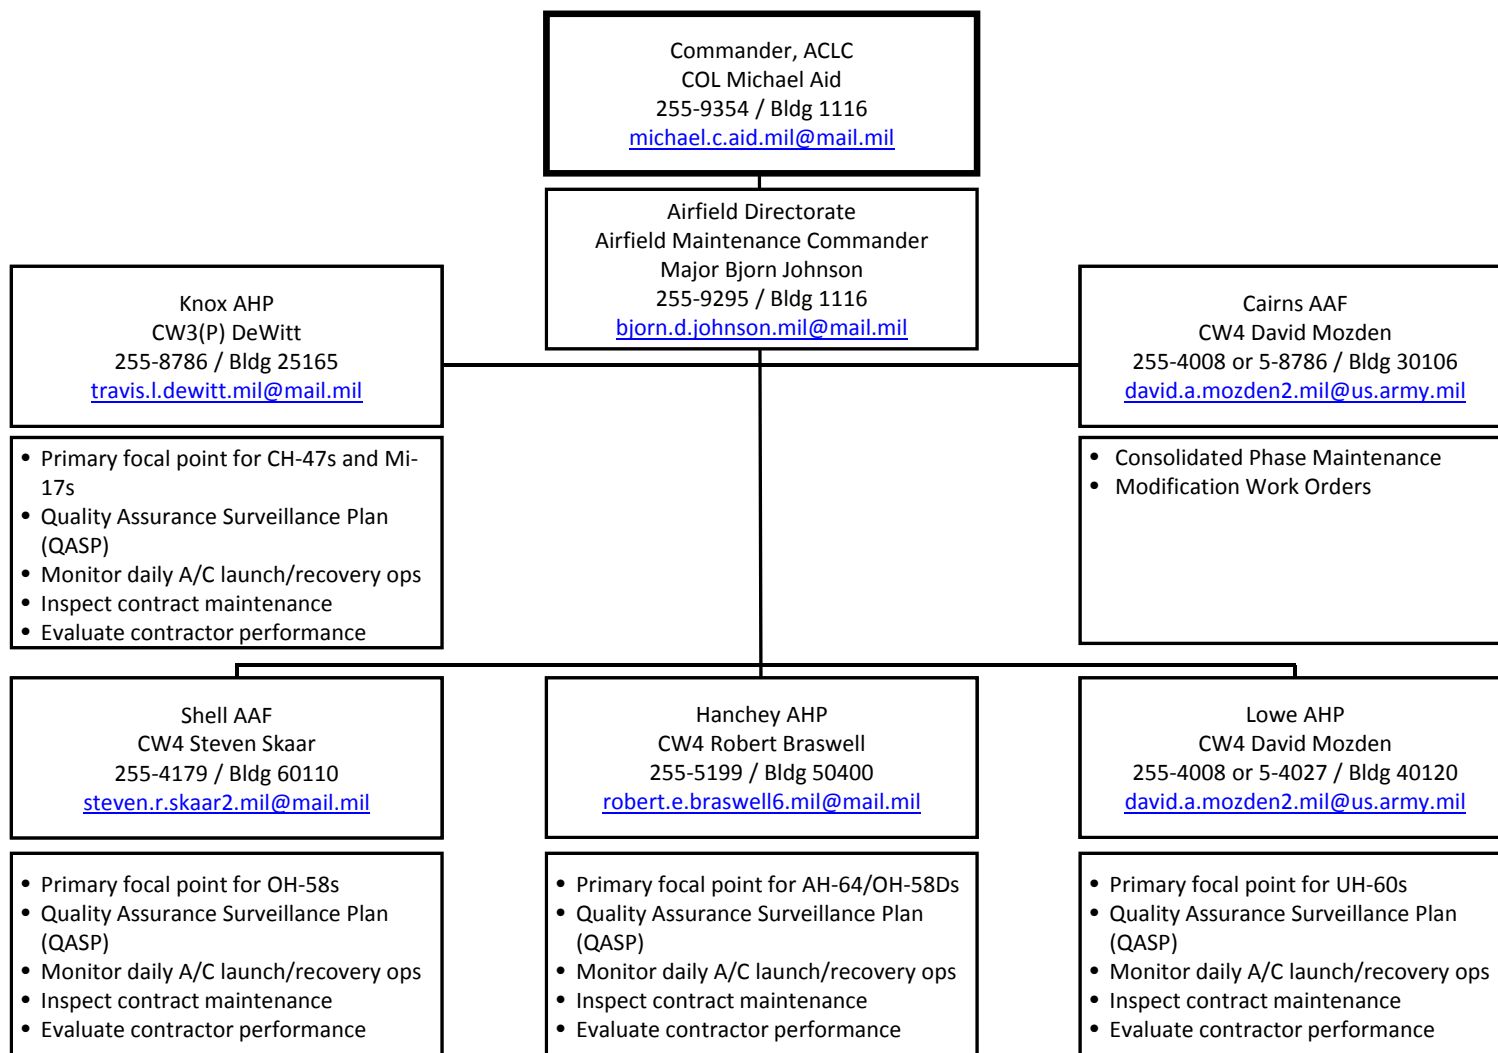 Commander, ACLC
COL Michael Aid
255-9354 / Bldg 1116
michael.c.aid.mil@mail.mil
Airfield Directorate
Airfield Maintenance Commander
Major Bjorn Johnson
255-9295 / Bldg 1116
bjorn.d.johnson.mil@mail.mil
Knox AHP
CW3(P) DeWitt
255-8786 / Bldg 25165
travis.l.dewitt.mil@mail.mil
Cairns AAF
CW4 David Mozden
255-4008 or 5-8786 / Bldg 30106
david.a.mozden2.mil@us.army.mil
• Primary focal point for CH-47s and Mi-
17s
• Quality Assurance Surveillance Plan
(QASP)
• Monitor daily A/C launch/recovery ops
• Inspect contract maintenance
• Evaluate contractor performance
• Consolidated Phase Maintenance
• Modification Work Orders
Shell AAF
CW4 Steven Skaar
255-4179 / Bldg 60110
steven.r.skaar2.mil@mail.mil
Hanchey AHP
CW4 Robert Braswell
255-5199 / Bldg 50400
robert.e.braswell6.mil@mail.mil
Lowe AHP
CW4 David Mozden
255-4008 or 5-4027 / Bldg 40120
david.a.mozden2.mil@us.army.mil
• Primary focal point for OH-58s
• Quality Assurance Surveillance Plan
(QASP)
• Monitor daily A/C launch/recovery ops
• Inspect contract maintenance
• Evaluate contractor performance
• Primary focal point for AH-64/OH-58Ds
• Quality Assurance Surveillance Plan
(QASP)
• Monitor daily A/C launch/recovery ops
• Inspect contract maintenance
• Evaluate contractor performance
• Primary focal point for UH-60s
• Quality Assurance Surveillance Plan
(QASP)
• Monitor daily A/C launch/recovery ops
• Inspect contract maintenance
• Evaluate contractor performance